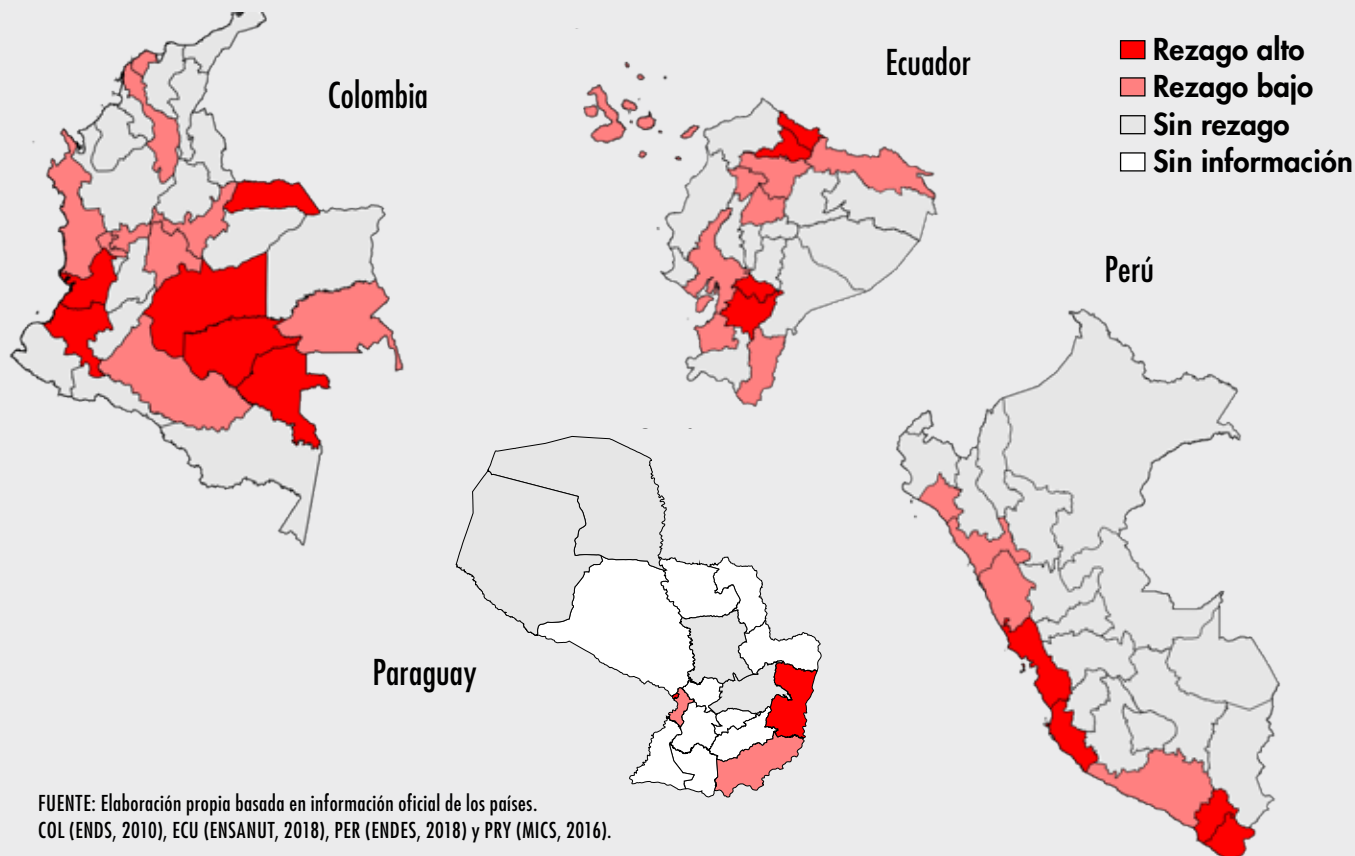 Colombia
Ecuador
Rezago alto
Rezago bajo
Sin rezago
Sin información
Perú
Paraguay
FUENTE: Elaboración propia basada en información oficial de los países.
COL (ENDS, 2010), ECU (ENSANUT, 2018), PER (ENDES, 2018) y PRY (MICS, 2016).